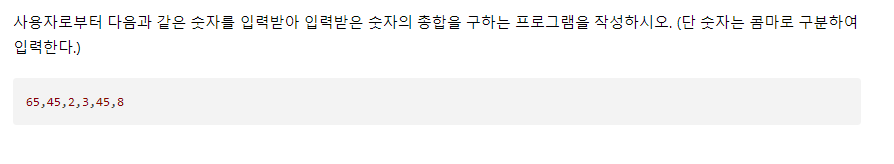 사용자로부터 다음과 같은 숫자를 입력받아 입력받은 숫자의 총합을 구하는 프로그램을 작성하시오. (단 숫자는 콤마로 구분하여
입력한다.)
65,45,2,3,45,8